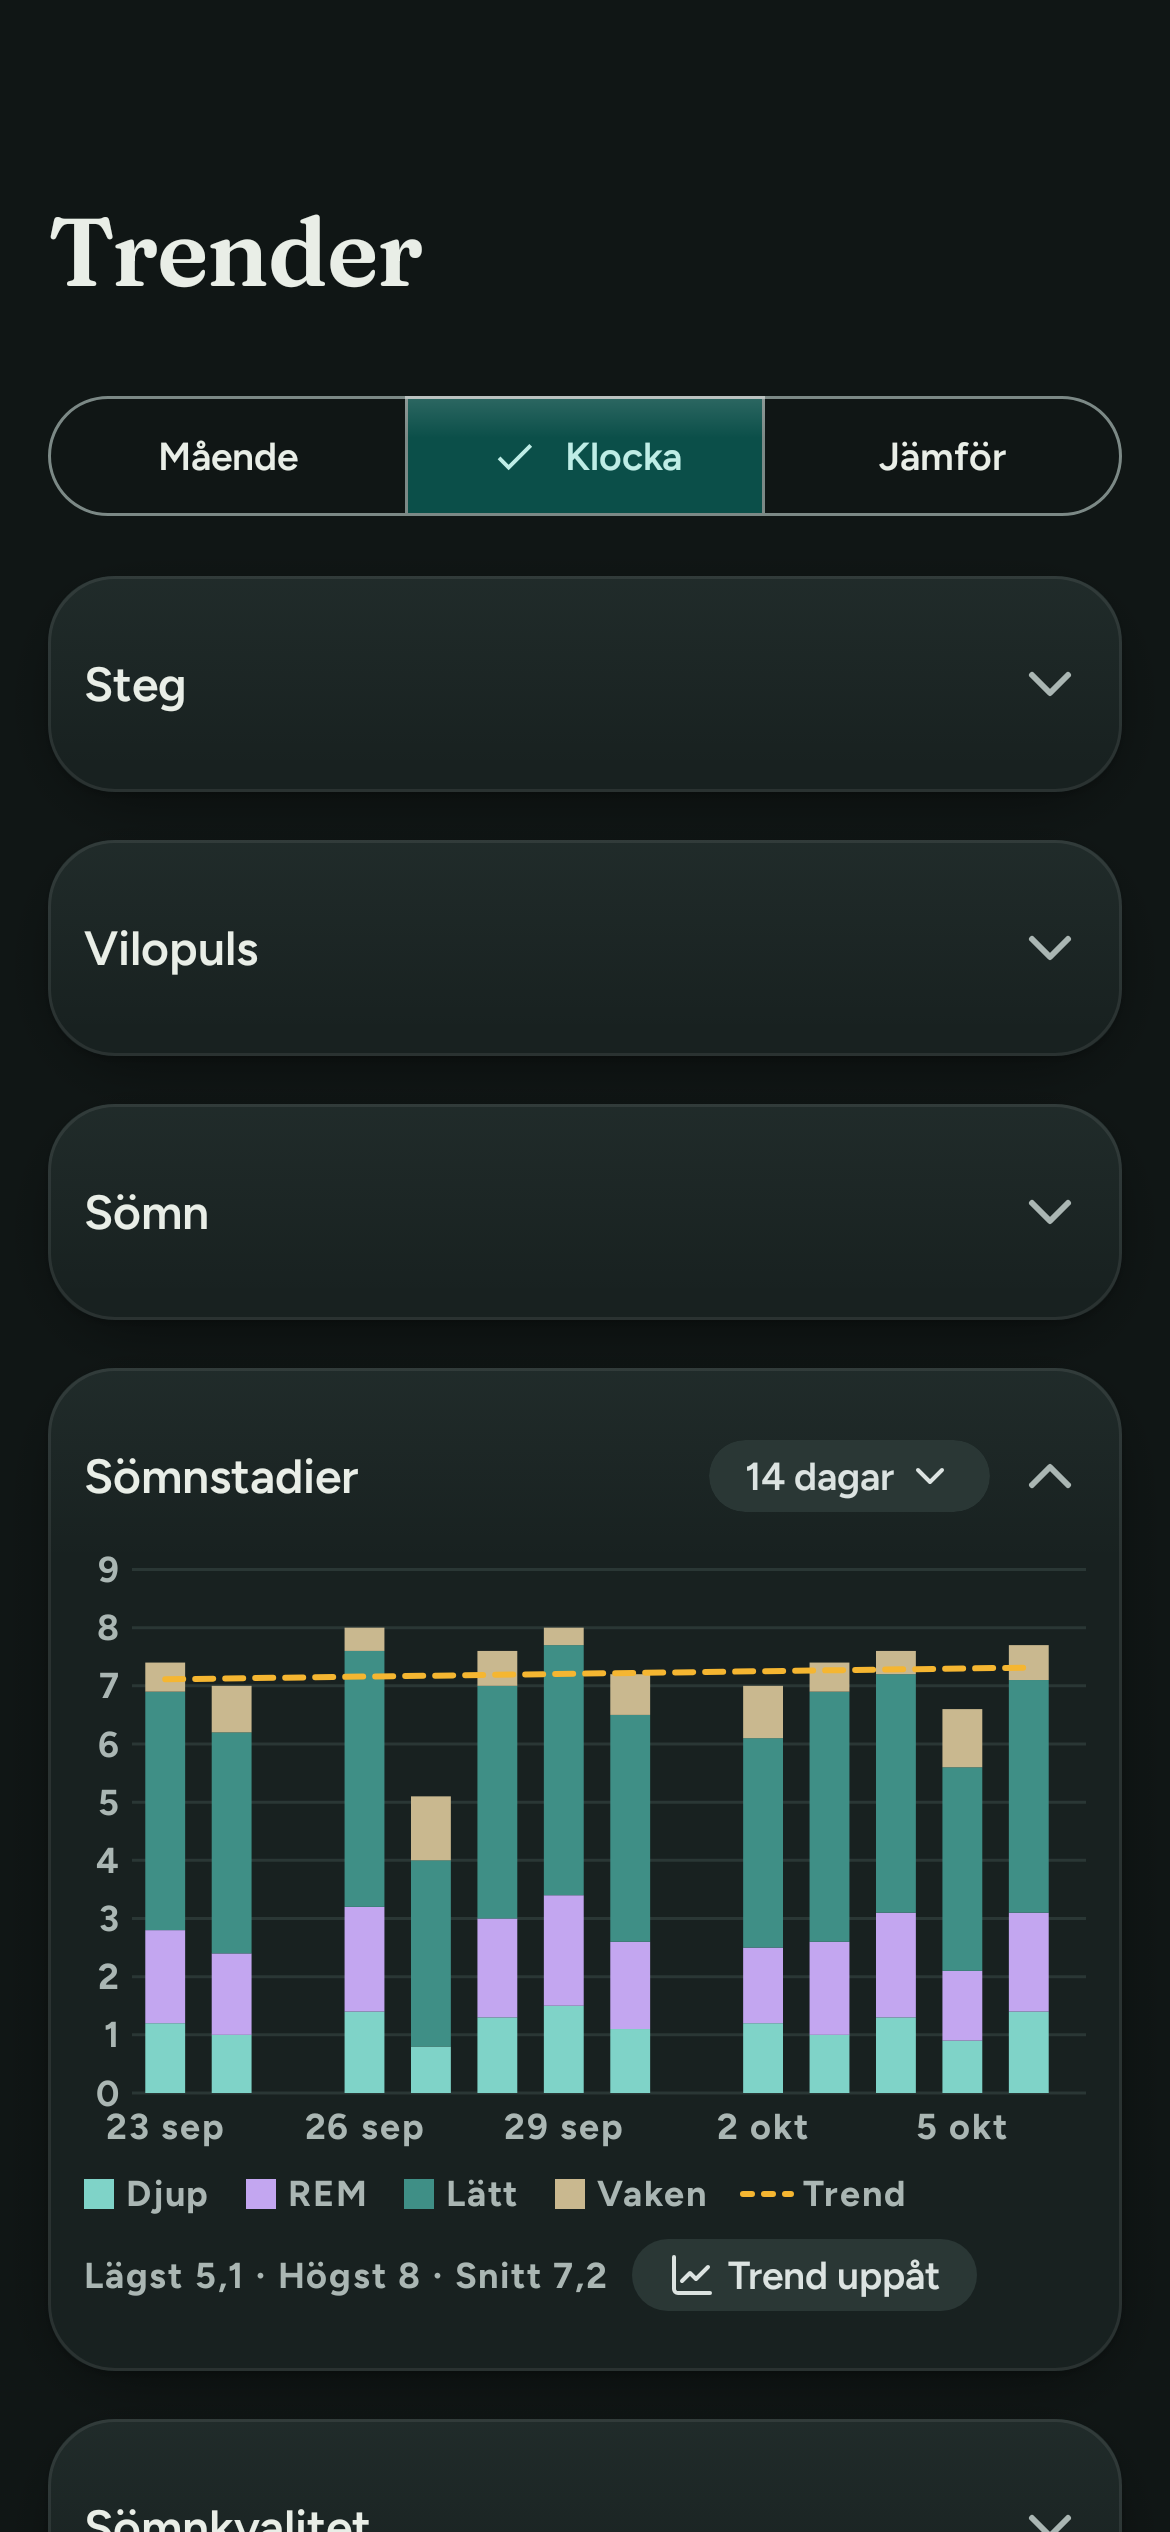 Trender
Mående Klocka Jämför
Steg
Vilopuls
Sömn
Sömnstadier 14 dagar
9
8
7
6
5
4
3
2
1
0
23 sep 26 sep 29 sep 2 okt 5 okt
Djup REM Lätt Vaken Trend
Lägst 5,1 · Högst 8 · Snitt 7,2 Trend uppåt
Sömnkvalitet